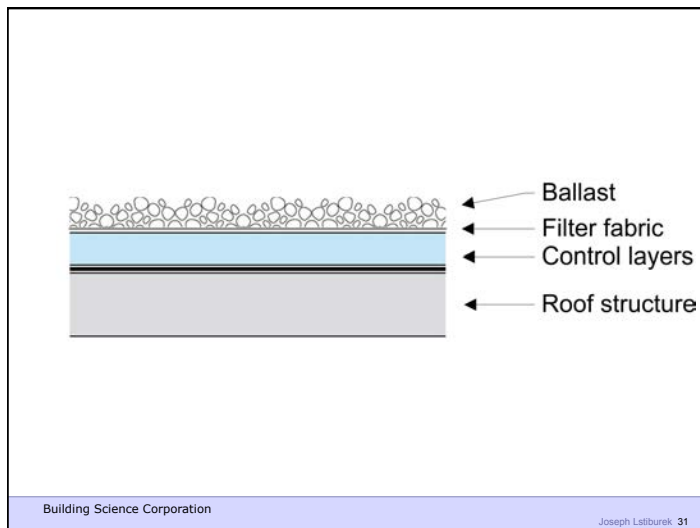 Ballast
Filter fabric
Control layers
Roof structure
Building Science Corporation
Joseph Lstiburek 31